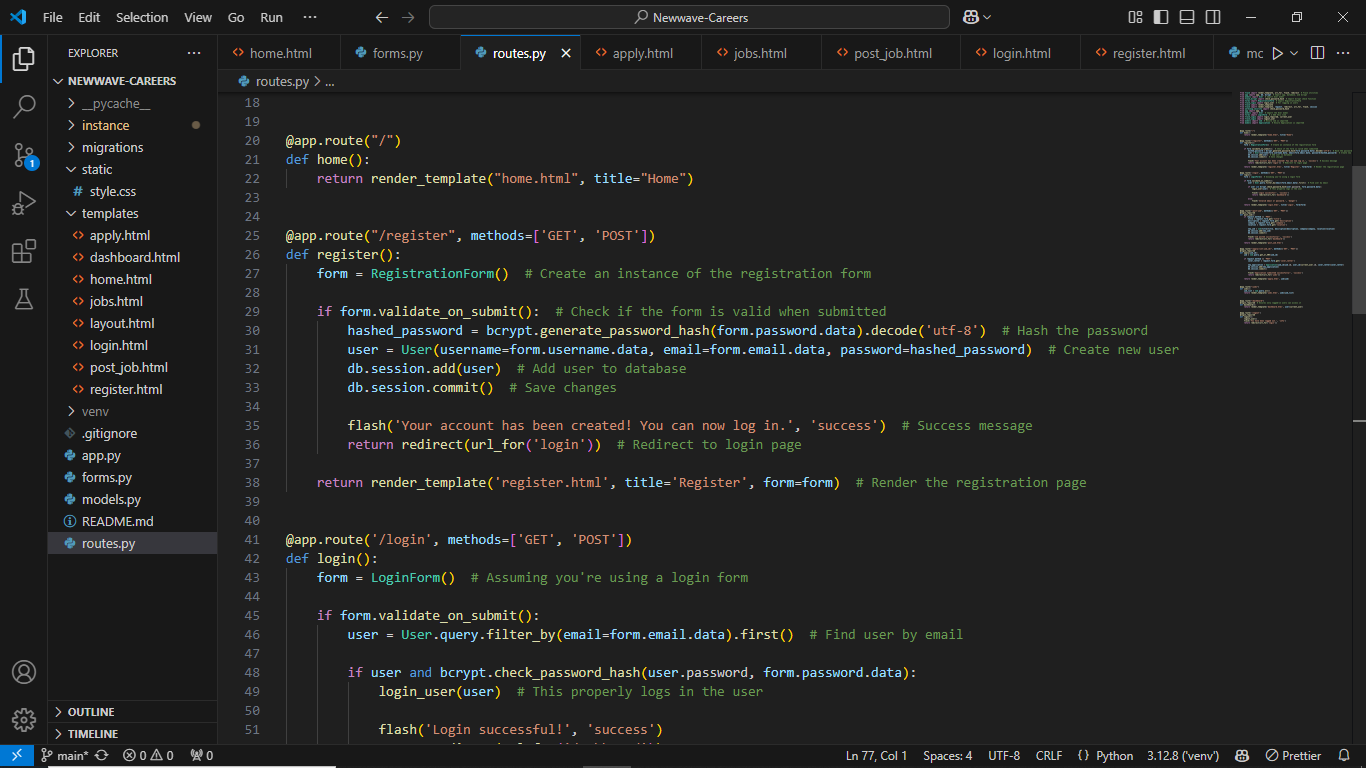 File Edit Selection View Go Run ··· Newwave-Careers
EXPLORER ···
NEWWAVE-CAREERS
__pycache__
instance
migrations
static
# style.css
templates
<> apply.html
<> dashboard.html
<> home.html
<> jobs.html
<> layout.html
<> login.html
<> post_job.html
<> register.html
venv
.gitignore
app.py
forms.py
models.py
README.md
routes.py
OUTLINE
TIMELINE
1
<> home.html forms.py routes.py <> apply.html <> jobs.html <> post_job.html <> login.html <> register.html mc
routes.py > ...
18
19
20 @app.route("/")
21 def home():
22 return render_template("home.html", title="Home")
23
24
25 @app.route("/register", methods=['GET', 'POST'])
26 def register():
27 form = RegistrationForm()  # Create an instance of the registration form
28
29 if form.validate_on_submit():  # Check if the form is valid when submitted
30 hashed_password = bcrypt.generate_password_hash(form.password.data).decode('utf-8')  # Hash the password
31 user = User(username=form.username.data, email=form.email.data, password=hashed_password)  # Create new user
32 db.session.add(user)  # Add user to database
33 db.session.commit()  # Save changes
34
35 flash('Your account has been created! You can now log in.', 'success')  # Success message
36 return redirect(url_for('login'))  # Redirect to login page
37
38 return render_template('register.html', title='Register', form=form)  # Render the registration page
39
40
41 @app.route('/login', methods=['GET', 'POST'])
42 def login():
43 form = LoginForm()  # Assuming you're using a login form
44
45 if form.validate_on_submit():
46 user = User.query.filter_by(email=form.email.data).first()  # Find user by email
47
48 if user and bcrypt.check_password_hash(user.password, form.password.data):
49 login_user(user)  # This properly logs in the user
50
51 flash('Login successful!', 'success')
main* 0 0 0 Ln 77, Col 1 Spaces: 4 UTF-8 CRLF {} Python 3.12.8 ('venv') Prettier